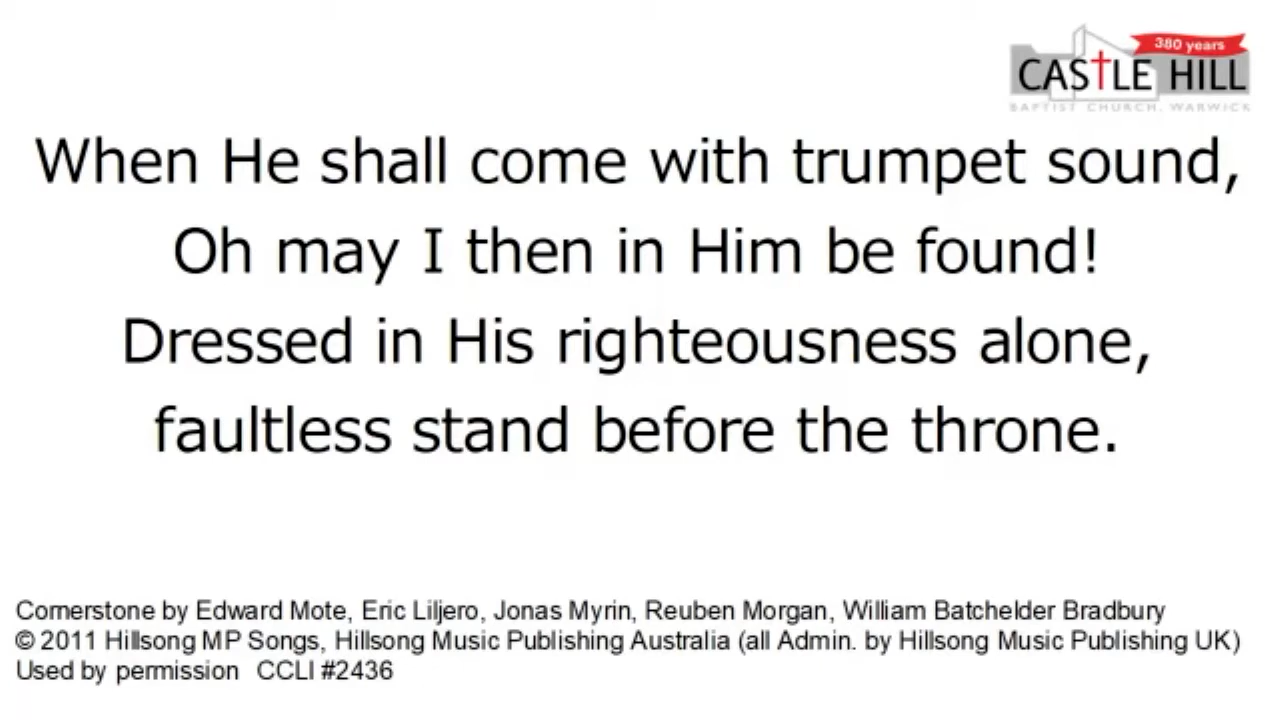 380 years
CASTLE HILL
BAPTIST CHURCH, WARWICK
When He shall come with trumpet sound,
Oh may I then in Him be found!
Dressed in His righteousness alone,
faultless stand before the throne.
Cornerstone by Edward Mote, Eric Liljero, Jonas Myrin, Reuben Morgan, William Batchelder Bradbury
© 2011 Hillsong MP Songs, Hillsong Music Publishing Australia (all Admin. by Hillsong Music Publishing UK)
Used by permission CCLI #2436